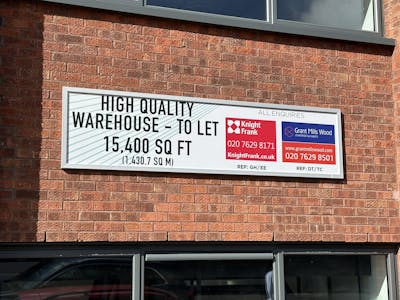 HIGH QUALITY
WAREHOUSE - TO LET
15,400 SQ FT
(1,430.7 SQ M)
ALL ENQUIRIES
Knight
Frank
020 7629 8171
KnightFrank.co.uk
REF: GH/EE
Grant Mills Wood
www.grantmillswood.com
020 7629 8501
REF: DT/TC